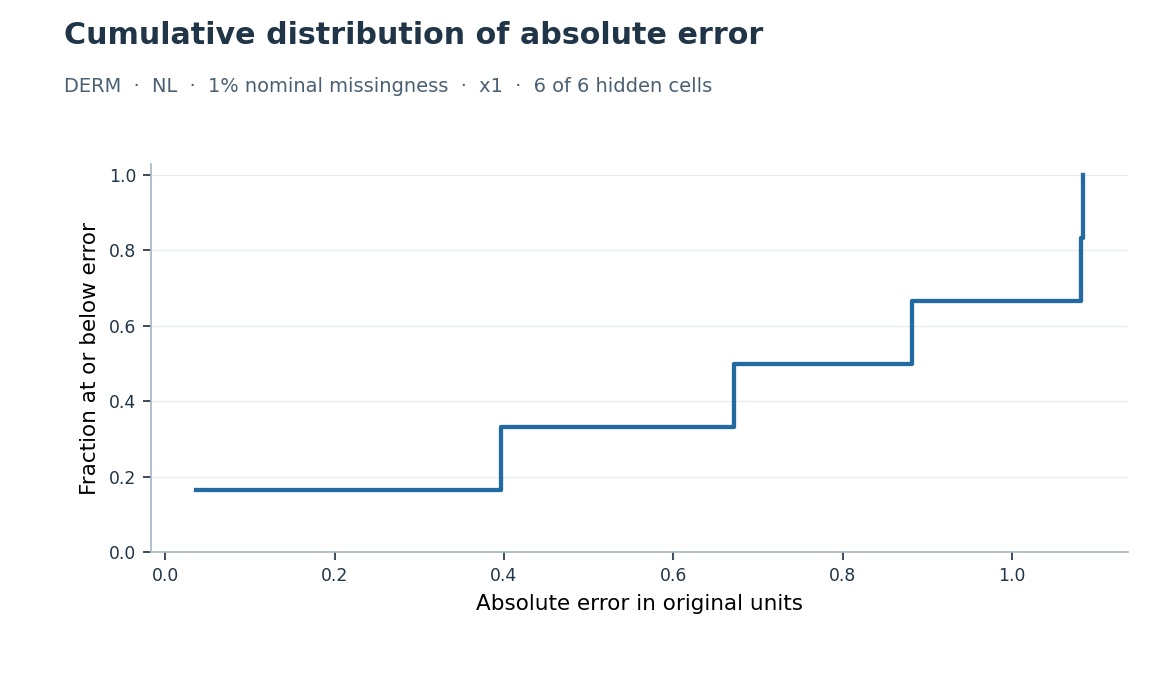 Cumulative distribution of absolute error
DERM · NL · 1% nominal missingness · x1 · 6 of 6 hidden cells
Fraction at or below error
1.0
0.8
0.6
0.4
0.2
0.0
0.0 0.2 0.4 0.6 0.8 1.0
Absolute error in original units